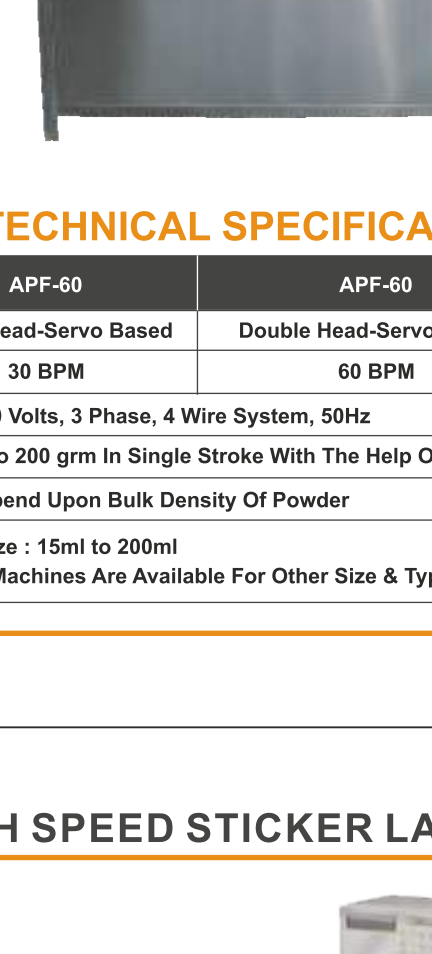 TECHNICAL SPECIFICA
APF-60 APF-60
ead-Servo Based Double Head-Servo
30 BPM 60 BPM
Volts, 3 Phase, 4 Wire System, 50Hz
o 200 grm In Single Stroke With The Help O
pend Upon Bulk Density Of Powder
ze : 15ml to 200ml
Machines Are Available For Other Size & Typ
H SPEED STICKER LA